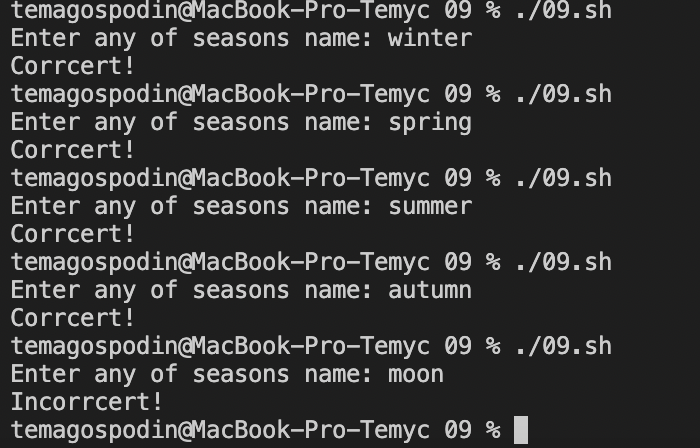 temagospodin@MacBook-Pro-Temyc 09 % ./09.sh
Enter any of seasons name: winter
Corrcert!
temagospodin@MacBook-Pro-Temyc 09 % ./09.sh
Enter any of seasons name: spring
Corrcert!
temagospodin@MacBook-Pro-Temyc 09 % ./09.sh
Enter any of seasons name: summer
Corrcert!
temagospodin@MacBook-Pro-Temyc 09 % ./09.sh
Enter any of seasons name: autumn
Corrcert!
temagospodin@MacBook-Pro-Temyc 09 % ./09.sh
Enter any of seasons name: moon
Incorrcert!
temagospodin@MacBook-Pro-Temyc 09 %